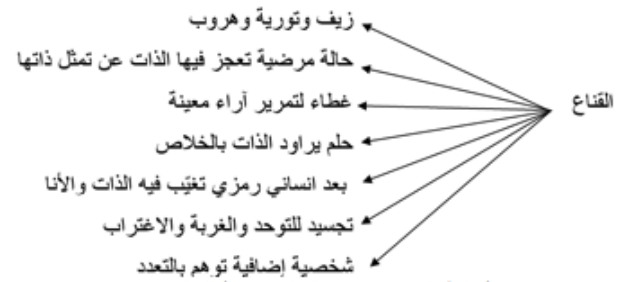 زيف وتورية وهروب
حالة مرضية تعجز فيها الذات عن تمثل ذاتها
القناع
غطاء لتمرير آراء معينة
حلم يراود الذات بالخلاص
بعد انساني رمزي تغيّب فيه الذات والأنا
تجسيد للتوحد والغربة والاغتراب
شخصية إضافية توهم بالتعدد